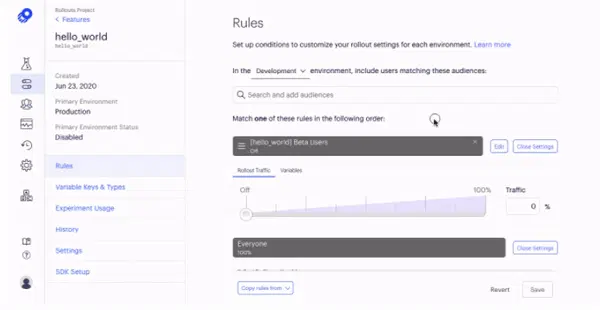 Rollouts Project
< Features
hello_world
hello_world
Created
Jun 23, 2020
Primary Environment
Production
Primary Environment Status
Disabled
Rules
Variable Keys & Types
Experiment Usage
History
Settings
SDK Setup
Rules
Set up conditions to customize your rollout settings for each environment. Learn more
In the Development environment, include users matching these audiences:
Search and add audiences
Match one of these rules in the following order:
[hello_world] Beta Users
Off
Edit
Close Settings
Rollout Traffic
Variables
Off
100%
Traffic
0 %
Everyone
100%
Close Settings
Copy rules from
Revert
Save